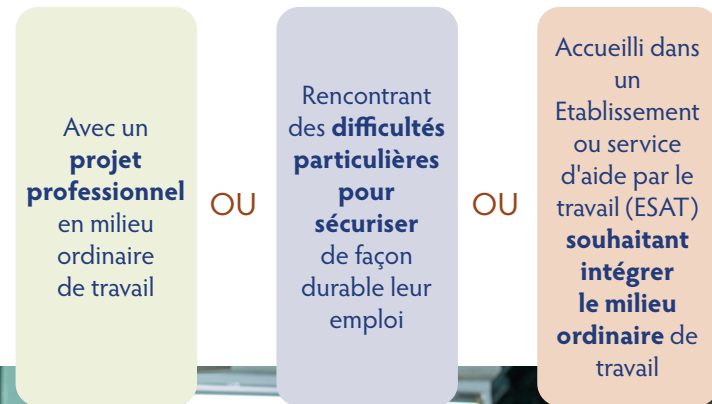 Avec un
projet
professionnel
en milieu
ordinaire
de travail
OU
Rencontrant
des difficultés
particulières
pour
sécuriser
de façon
durable leur
emploi
OU
Accueilli dans
un
Etablissement
ou service
d'aide par le
travail (ESAT)
souhaitant
intégrer
le milieu
ordinaire de
travail